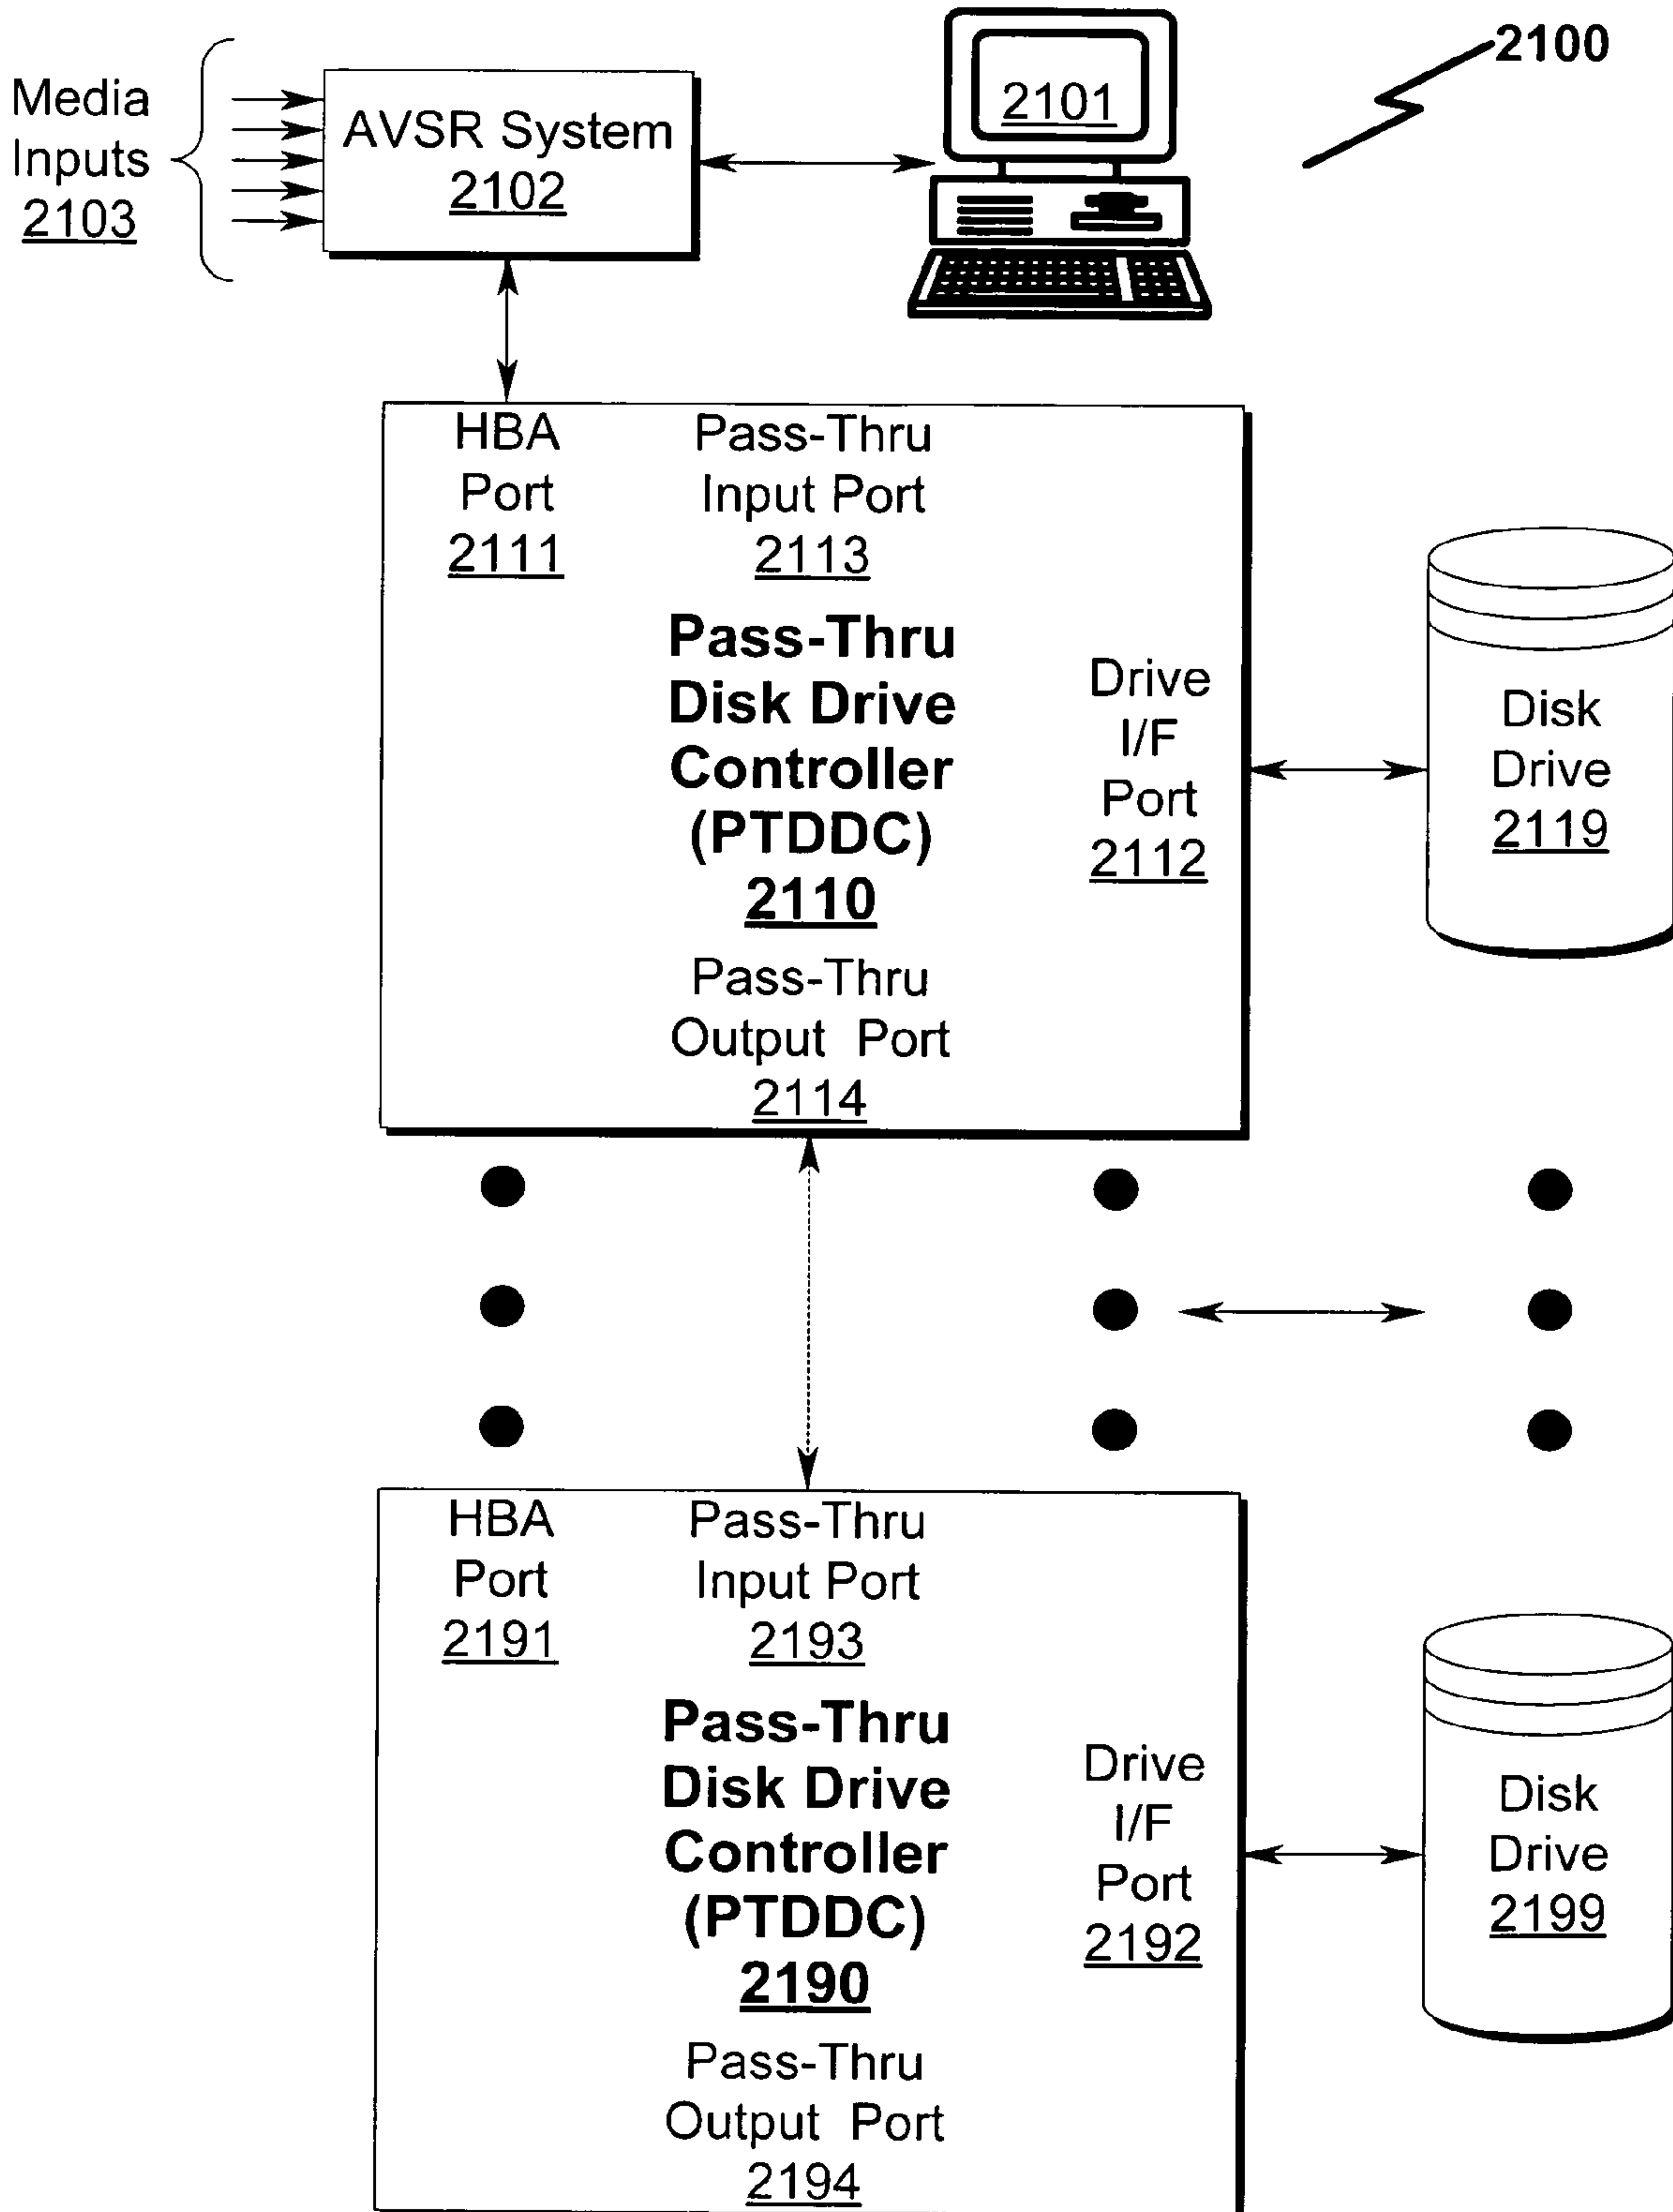 2100
Media
Inputs
2103
AVSR System
2102
2101
HBA
Port
2111
Pass-Thru
Input Port
2113
Pass-Thru
Disk Drive
Controller
(PTDDC)
2110
Drive
I/F
Port
2112
Disk
Drive
2119
Pass-Thru
Output Port
2114
HBA
Port
2191
Pass-Thru
Input Port
2193
Pass-Thru
Disk Drive
Controller
(PTDDC)
2190
Drive
I/F
Port
2192
Disk
Drive
2199
Pass-Thru
Output Port
2194